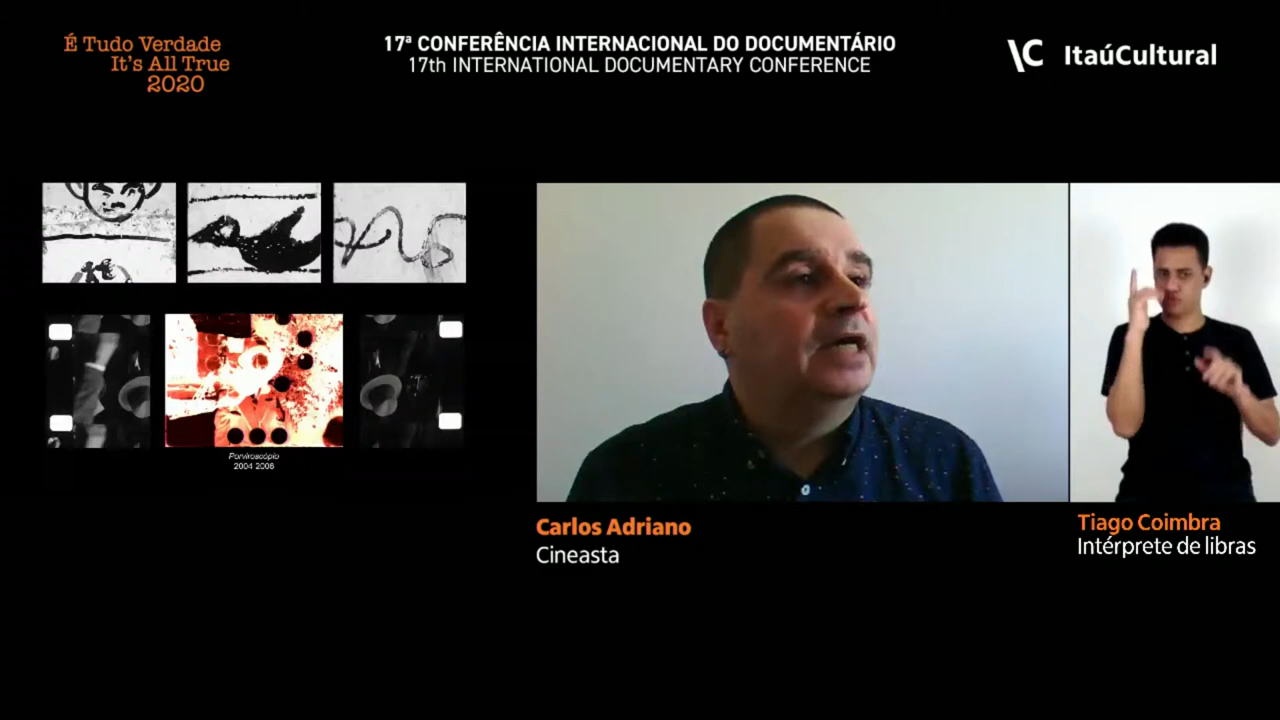 É Tudo Verdade
It's All True
2020
17ª CONFERÊNCIA INTERNACIONAL DO DOCUMENTÁRIO
17th INTERNATIONAL DOCUMENTARY CONFERENCE
\C ItaúCultural
Porviroscópio
2004 2006
Carlos Adriano
Cineasta
Tiago Coimbra
Intérprete de libras